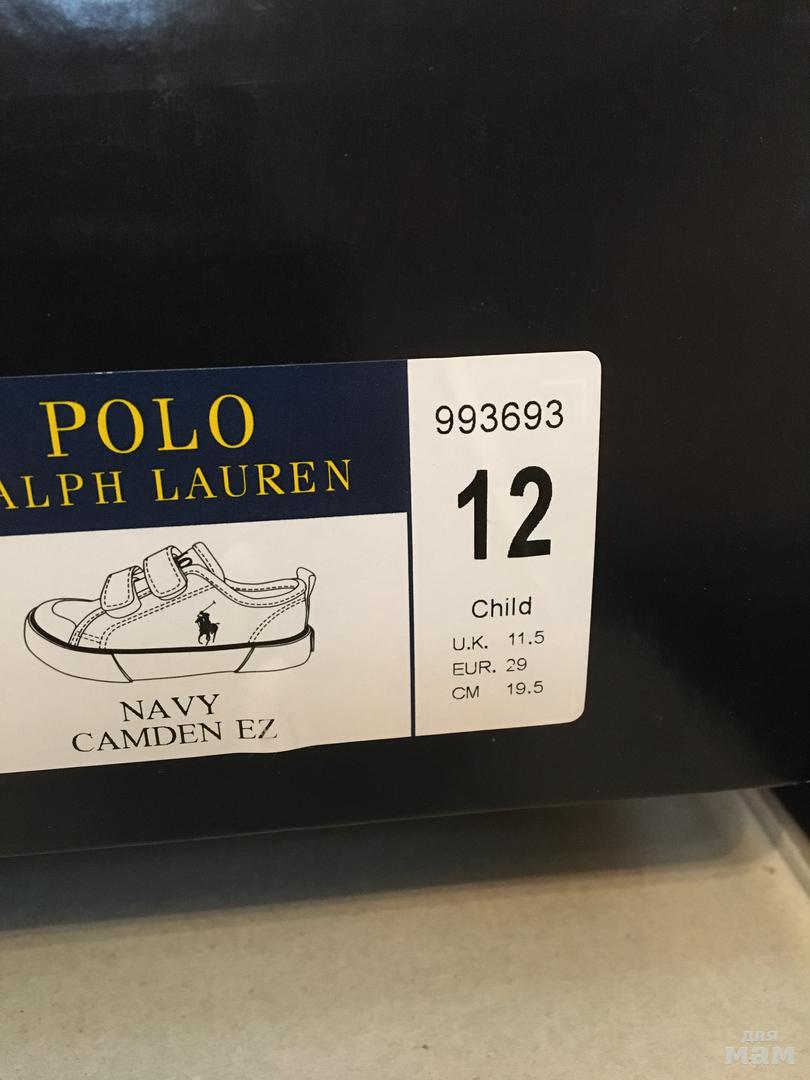 POLO
ALPH LAUREN
NAVY
CAMDEN EZ
993693
12
Child
U.K. 11.5
EUR. 29
CM 19.5
для
мам